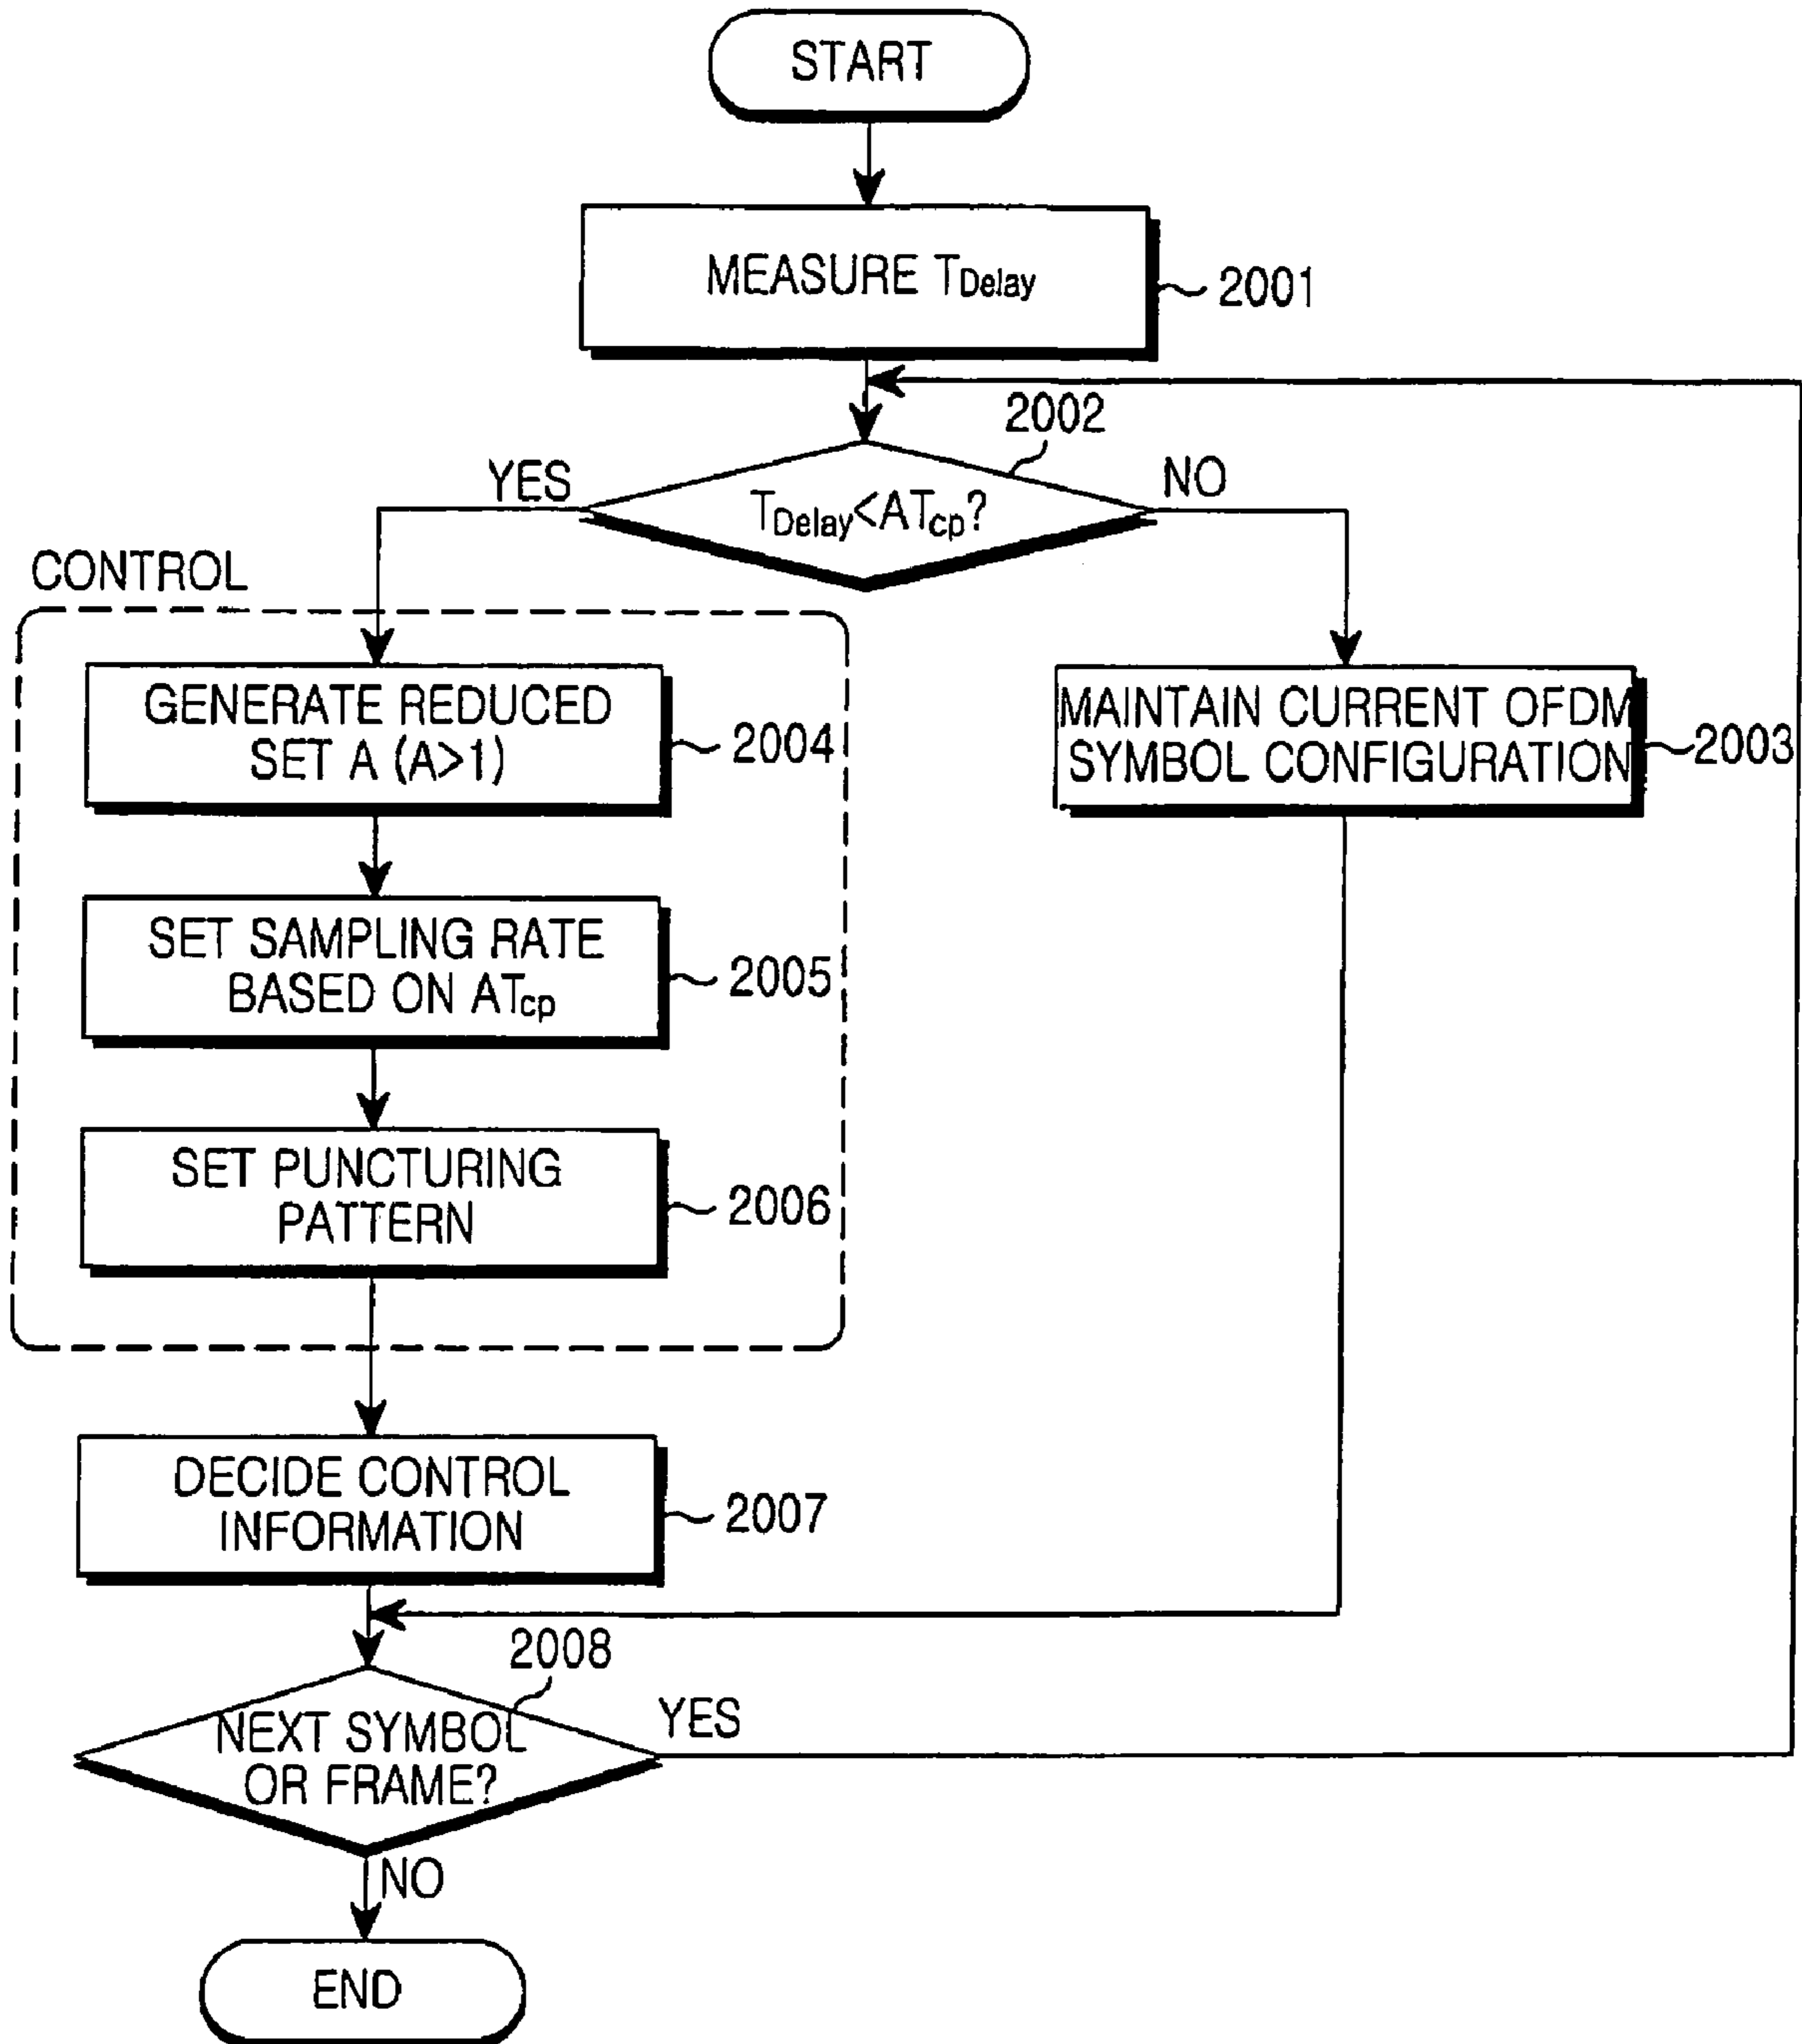 START
MEASURE TDelay
2001
2002
YES
NO
TDelay<ATcp?
CONTROL
GENERATE REDUCED
SET A (A>1)
2004
MAINTAIN CURRENT OFDM
SYMBOL CONFIGURATION
2003
SET SAMPLING RATE
BASED ON ATcp
2005
SET PUNCTURING
PATTERN
2006
DECIDE CONTROL
INFORMATION
2007
2008
NEXT SYMBOL
OR FRAME?
YES
NO
END